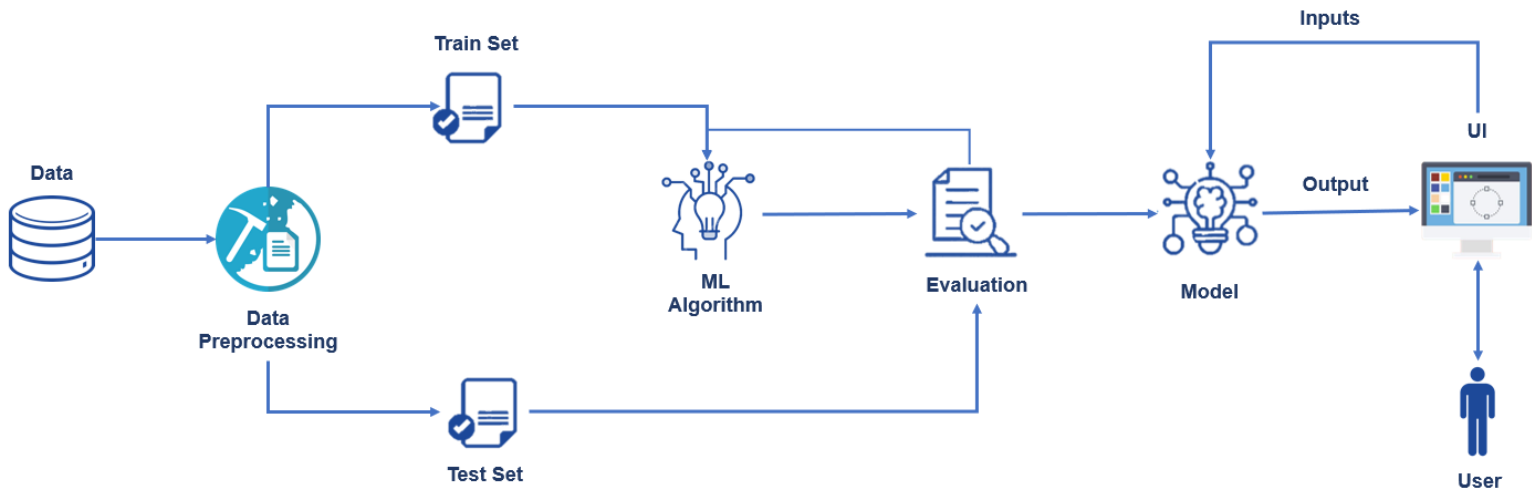 Inputs
Train Set
UI
Data
Output
ML
Algorithm
Evaluation
Model
Data
Preprocessing
Test Set
User